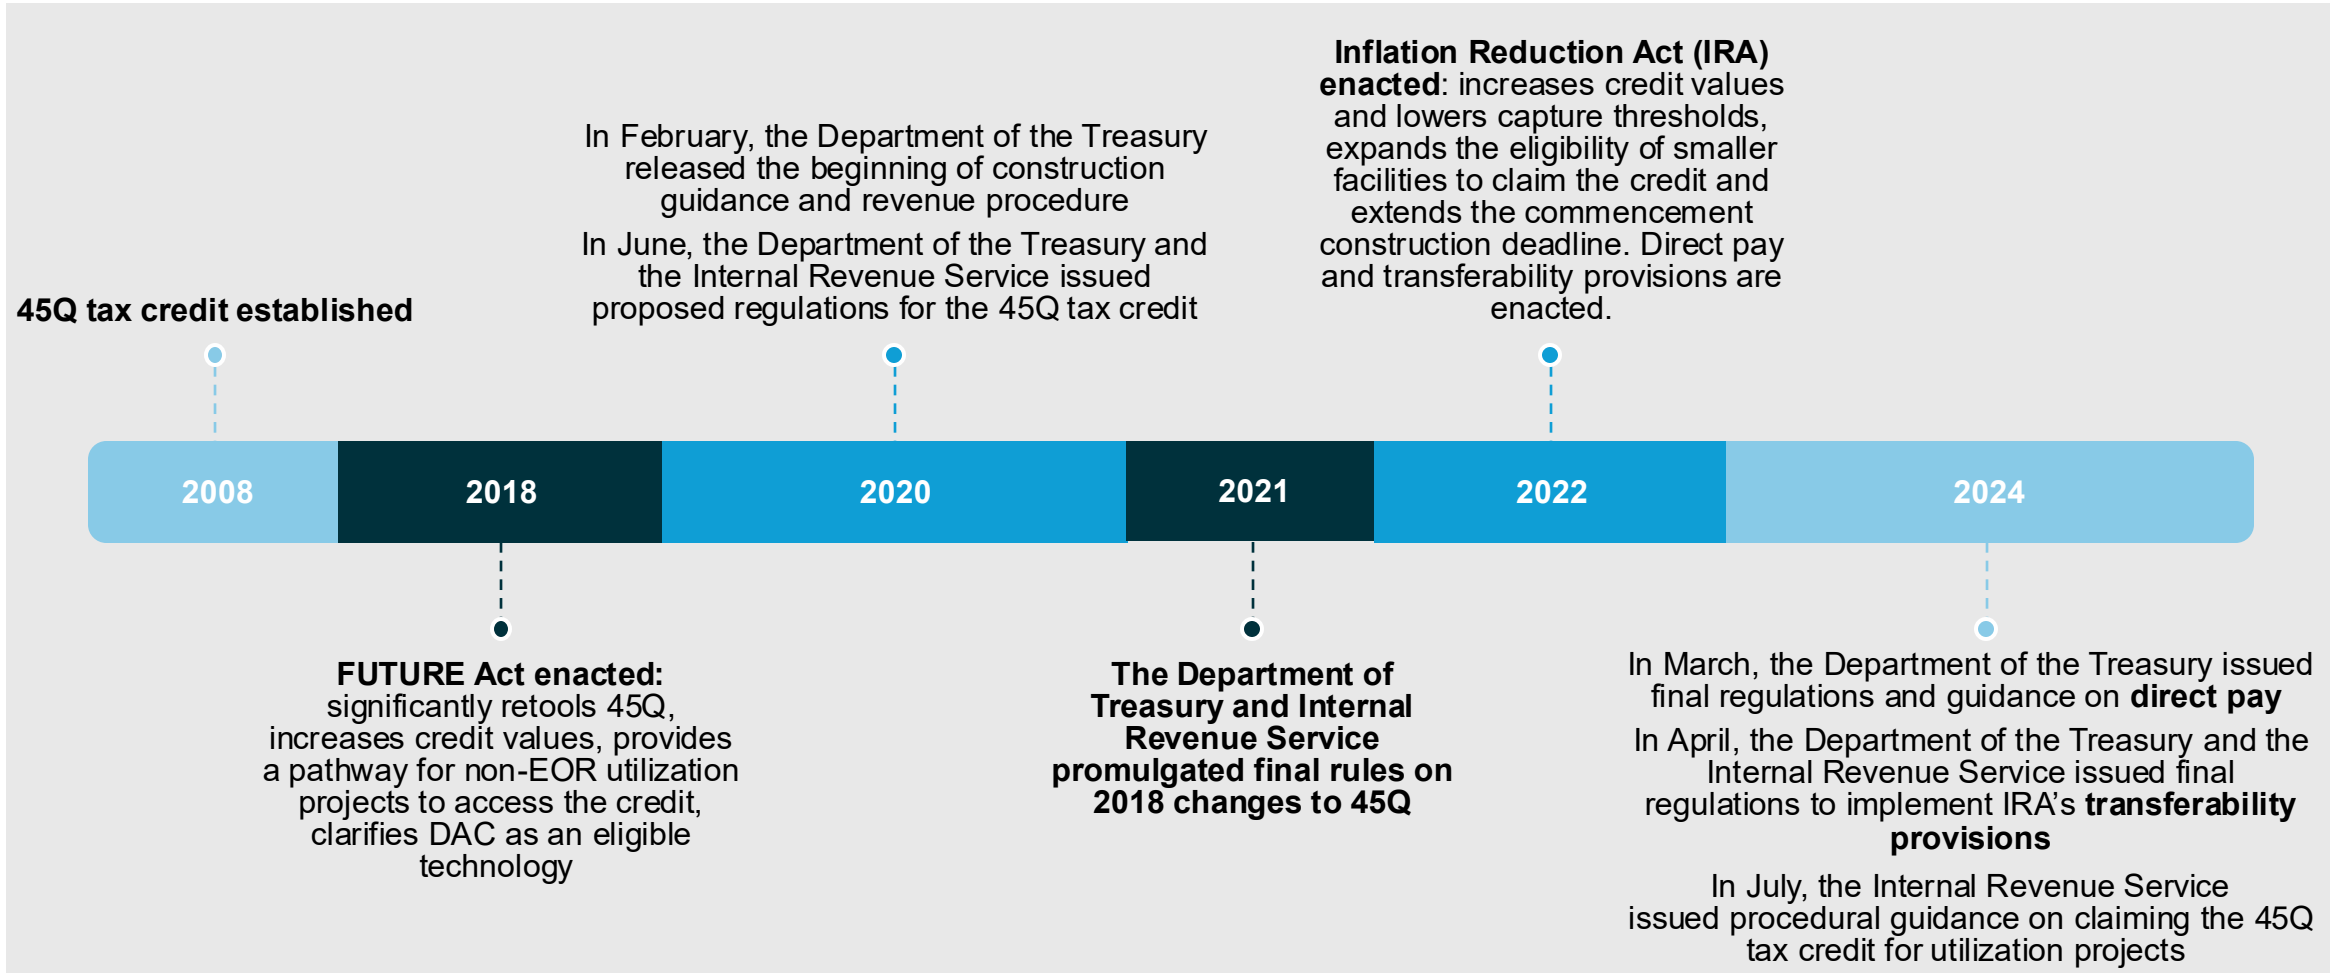 45Q tax credit established
In February, the Department of the Treasury
released the beginning of construction
guidance and revenue procedure
In June, the Department of the Treasury and
the Internal Revenue Service issued
proposed regulations for the 45Q tax credit
Inflation Reduction Act (IRA)
enacted: increases credit values
and lowers capture thresholds,
expands the eligibility of smaller
facilities to claim the credit and
extends the commencement
construction deadline. Direct pay
and transferability provisions are
enacted.
2008
2018
2020
2021
2022
2024
FUTURE Act enacted:
significantly retools 45Q,
increases credit values, provides
a pathway for non-EOR utilization
projects to access the credit,
clarifies DAC as an eligible
technology
The Department of
Treasury and Internal
Revenue Service
promulgated final rules on
2018 changes to 45Q
In March, the Department of the Treasury issued
final regulations and guidance on direct pay
In April, the Department of the Treasury and the
Internal Revenue Service issued final
regulations to implement IRA’s transferability
provisions
In July, the Internal Revenue Service
issued procedural guidance on claiming the 45Q
tax credit for utilization projects